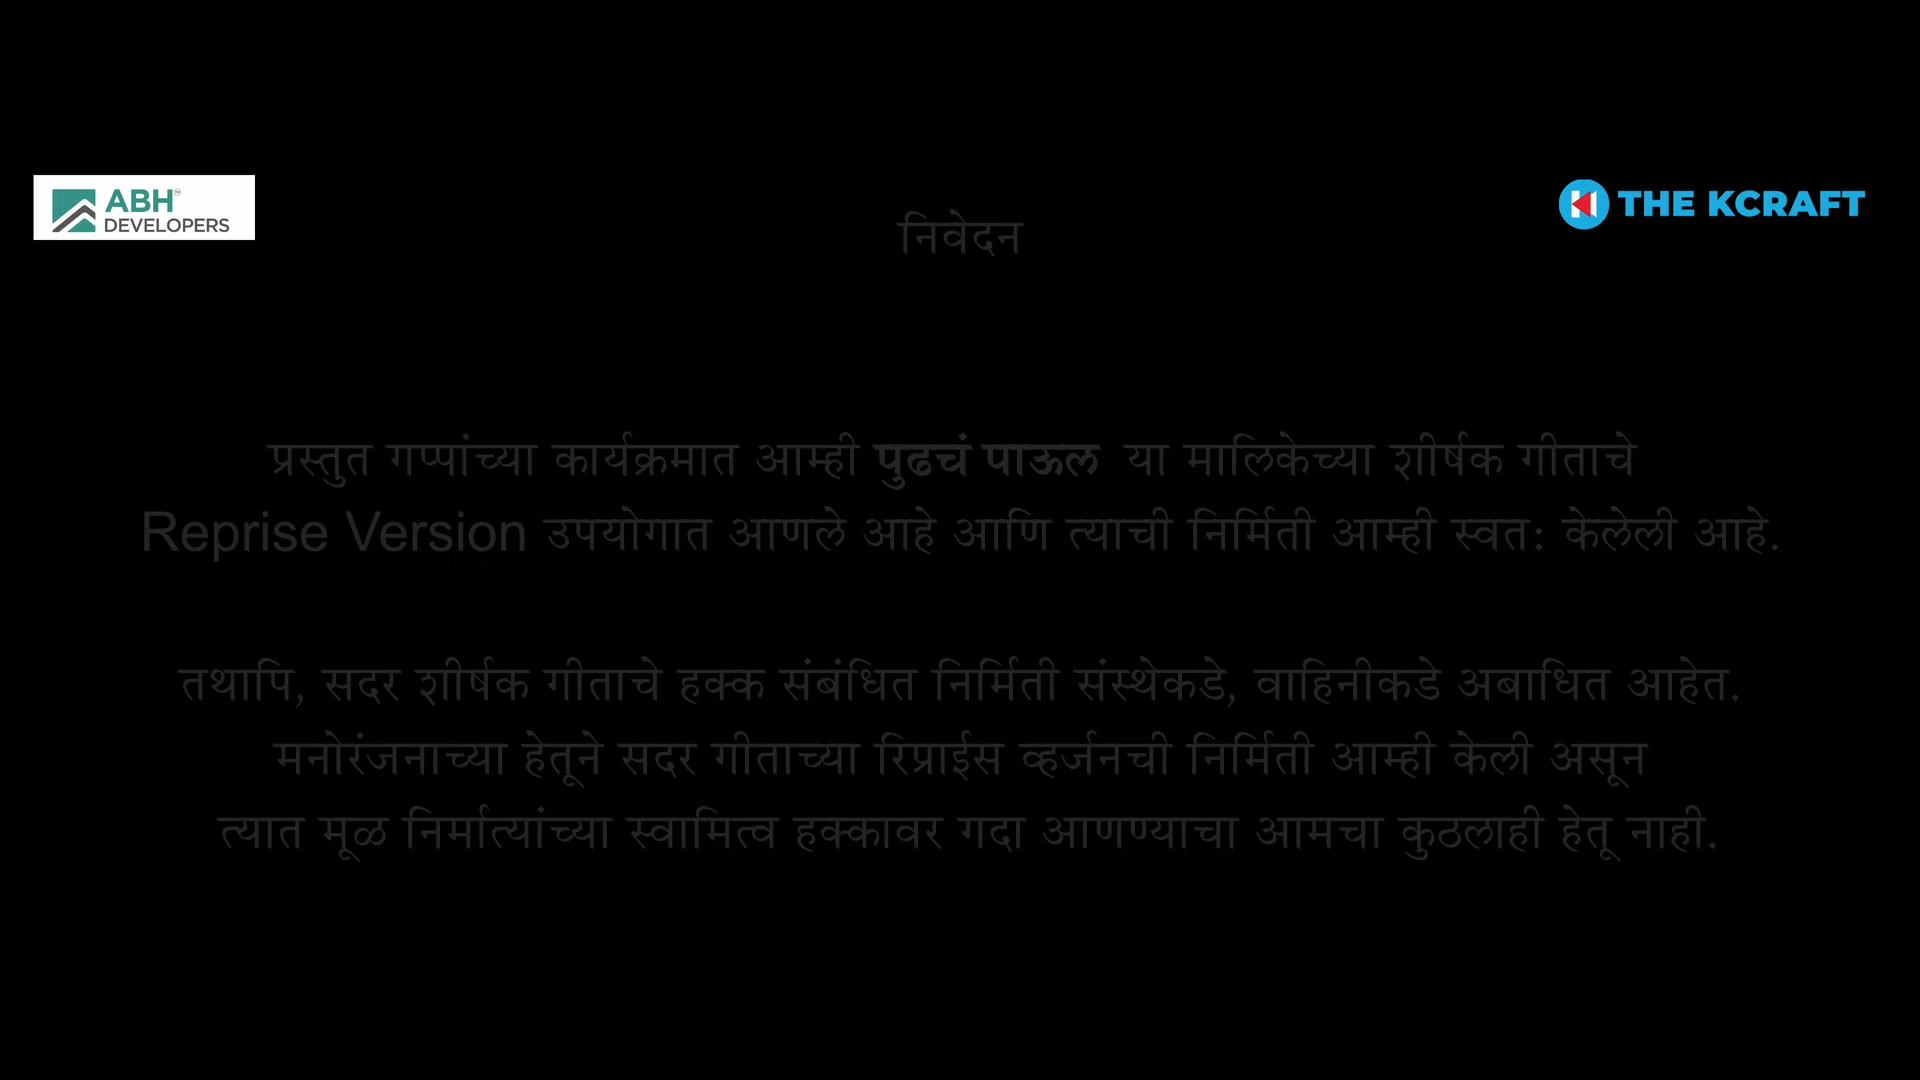 ABH
DEVELOPERS
THE KCRAFT
निवेदन
प्रस्तुत गप्पांच्या कार्यक्रमात आम्ही पुढचं पाऊल या मालिकेच्या शीर्षक गीताचे
Reprise Version उपयोगात आणले आहे आणि त्याची निर्मिती आम्ही स्वतः केलेली आहे.
तथापि, सदर शीर्षक गीताचे हक्क संबंधित निर्मिती संस्थेकडे, वाहिनीकडे अबाधित आहेत.
मनोरंजनाच्या हेतूने सदर गीताच्या रिप्राईस व्हर्जनची निर्मिती आम्ही केली असून
त्यात मूळ निर्मात्यांच्या स्वामित्व हक्कावर गदा आणण्याचा आमचा कुठलाही हेतू नाही.